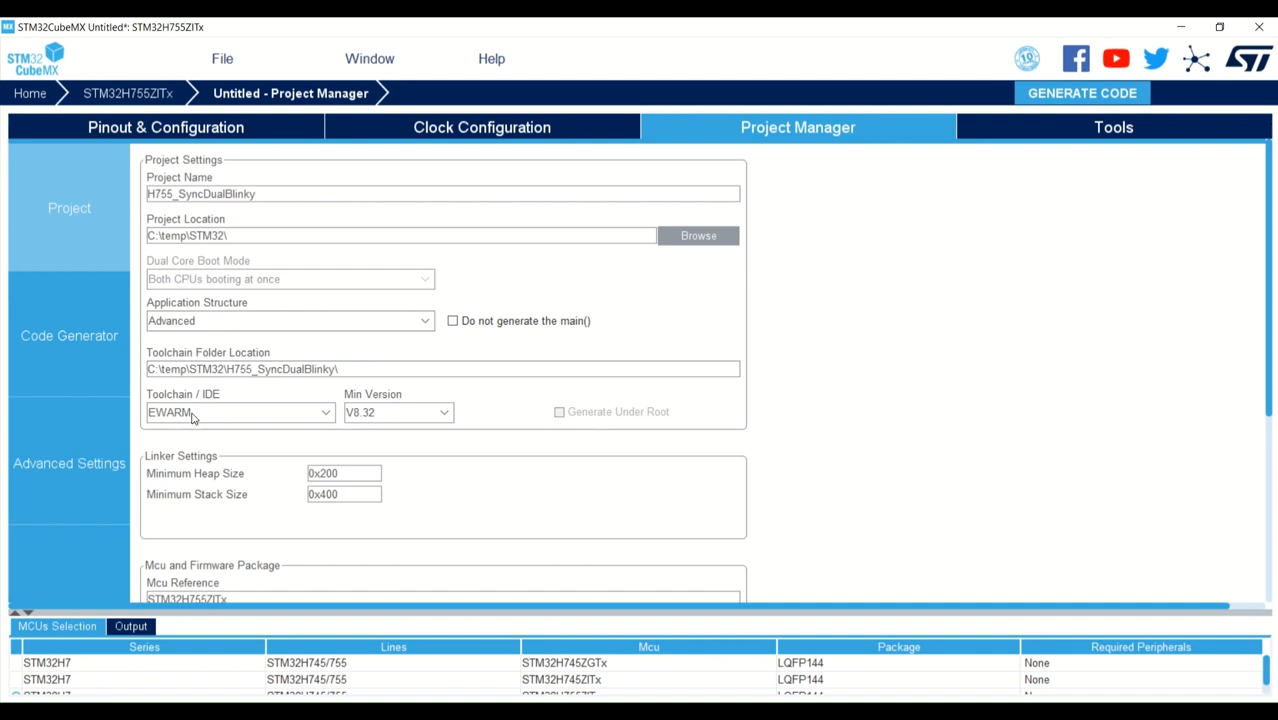 MX STM32CubeMX Untitled*: STM32H755ZITx
STM32
CubeMX
File Window Help
10
ST
Home STM32H755ZITx Untitled - Project Manager GENERATE CODE
Pinout & Configuration Clock Configuration Project Manager Tools
Project
Code Generator
Advanced Settings
Project Settings
Project Name
H755_SyncDualBlinky
Project Location
C:\temp\STM32\ Browse
Dual Core Boot Mode
Both CPUs booting at once
Application Structure
Advanced Do not generate the main()
Toolchain Folder Location
C:\temp\STM32\H755_SyncDualBlinky\
Toolchain / IDE Min Version
EWARM V8.32 Generate Under Root
Linker Settings
Minimum Heap Size 0x200
Minimum Stack Size 0x400
Mcu and Firmware Package
Mcu Reference
STM32H755ZITx
MCUs Selection Output
Series Lines Mcu Package Required Peripherals
STM32H7 STM32H745/755 STM32H745ZGTx LQFP144 None
STM32H7 STM32H745/755 STM32H745ZITx LQFP144 None